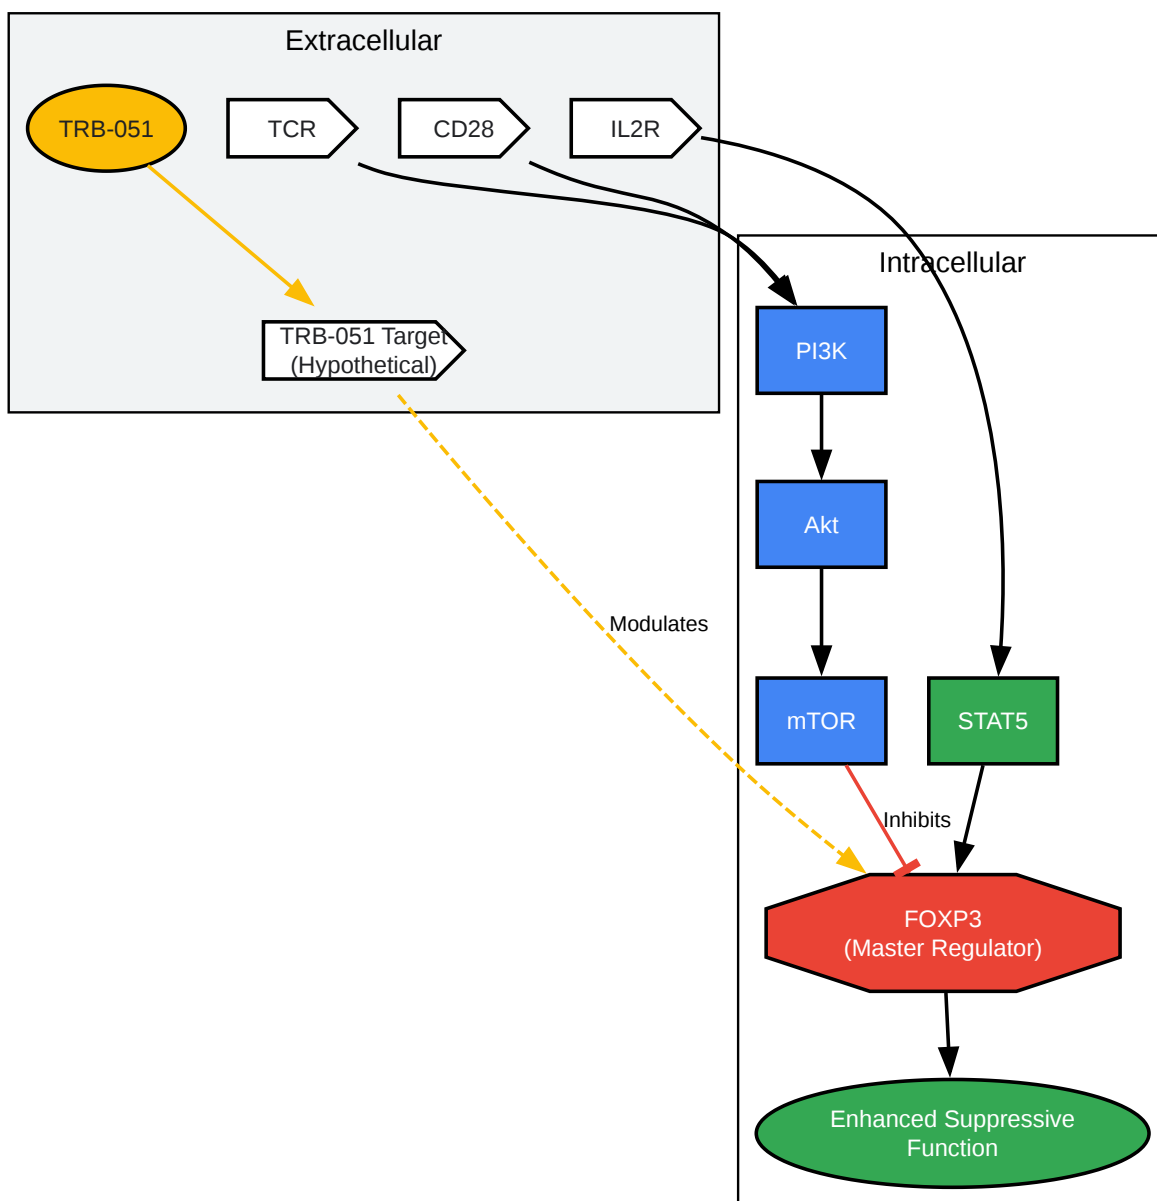 Extracellular
TRB-051
TCR
CD28
IL2R
Intracellular
TRB-051 Target
(Hypothetical)
PI3K
Akt
Modulates
mTOR
STAT5
Inhibits
FOXP3
(Master Regulator)
Enhanced Suppressive
Function